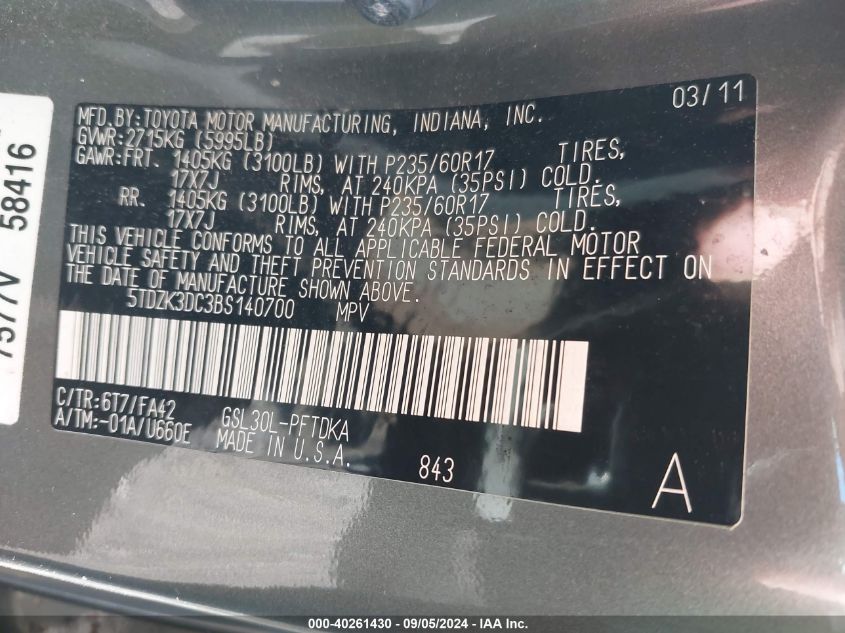 MFD.BY:TOYOTA MOTOR MANUFACTURING, INDIANA, INC. 03/11
GVWR:2715KG (5995LB)
GAWR:FRT. 1405KG (3100LB) WITH P235/60R17 TIRES,
17X7J RIMS, AT 240KPA (35PSI) COLD.
RR. 1405KG (3100LB) WITH P235/60R17 TIRES,
17X7J RIMS, AT 240KPA (35PSI) COLD.
THIS VEHICLE CONFORMS TO ALL APPLICABLE FEDERAL MOTOR
VEHICLE SAFETY AND THEFT PREVENTION STANDARDS IN EFFECT ON
THE DATE OF MANUFACTURE SHOWN ABOVE.
5TDZK3DC3BS140700 MPV
C/TR:6T7/FA42 GSL30L-PFTDKA
A/TM:-01A/U660E MADE IN U.S.A.
843 A
58416
000-40261430 - 09/05/2024 - IAA Inc.